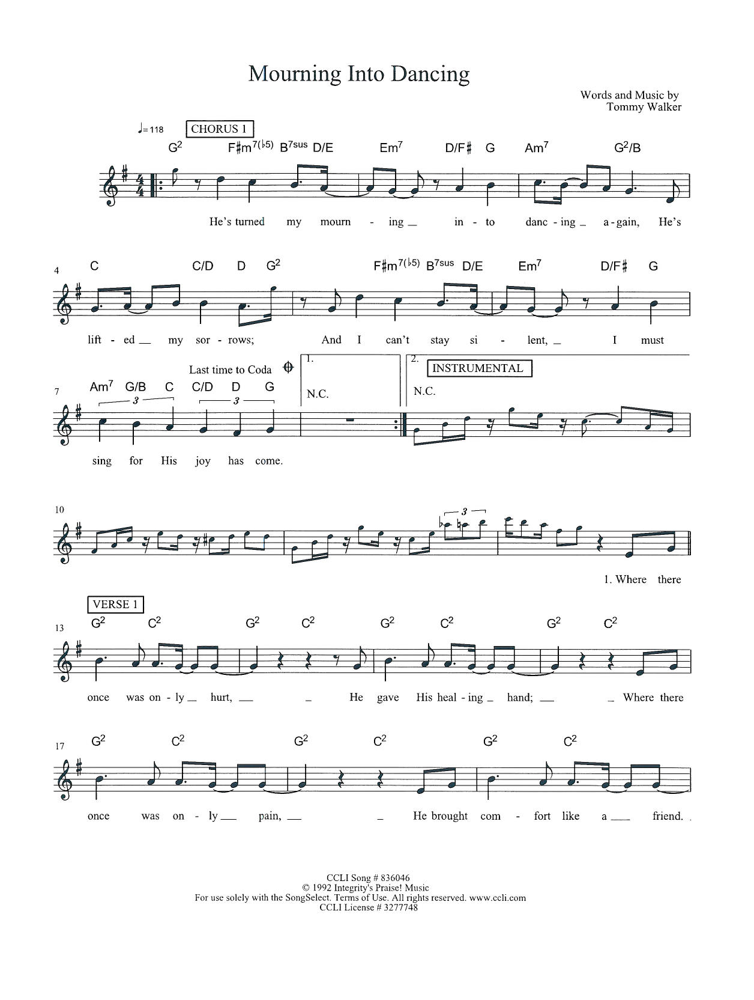 Mourning Into Dancing
Words and Music by
Tommy Walker
♩= 118 CHORUS 1
G2 F♯m7(♭5) B7sus D/E Em7 D/F♯ G Am7 G2/B
4/4
He's turned my mourn - ing _ in - to danc - ing _ a - gain, He's
4 C C/D D G2 F♯m7(♭5) B7sus D/E Em7 D/F♯ G
lift - ed _ my sor - rows; And I can't stay si - lent, _ I must
Last time to Coda 1. N.C. 2. INSTRUMENTAL N.C.
7 Am7 G/B C C/D D G
3 3
sing for His joy has come.
10
3
1. Where there
VERSE 1
13 G2 C2 G2 C2 G2 C2 G2 C2
once was on - ly _ hurt, _ _ He gave His heal - ing _ hand; _ _ Where there
17 G2 C2 G2 C2 G2 C2
once was on - ly _ pain, _ _ He brought com - fort like a _ friend.
CCLI Song # 836046
© 1992 Integrity's Praise! Music
For use solely with the SongSelect. Terms of Use. All rights reserved. www.ccli.com
CCLI License # 3277748